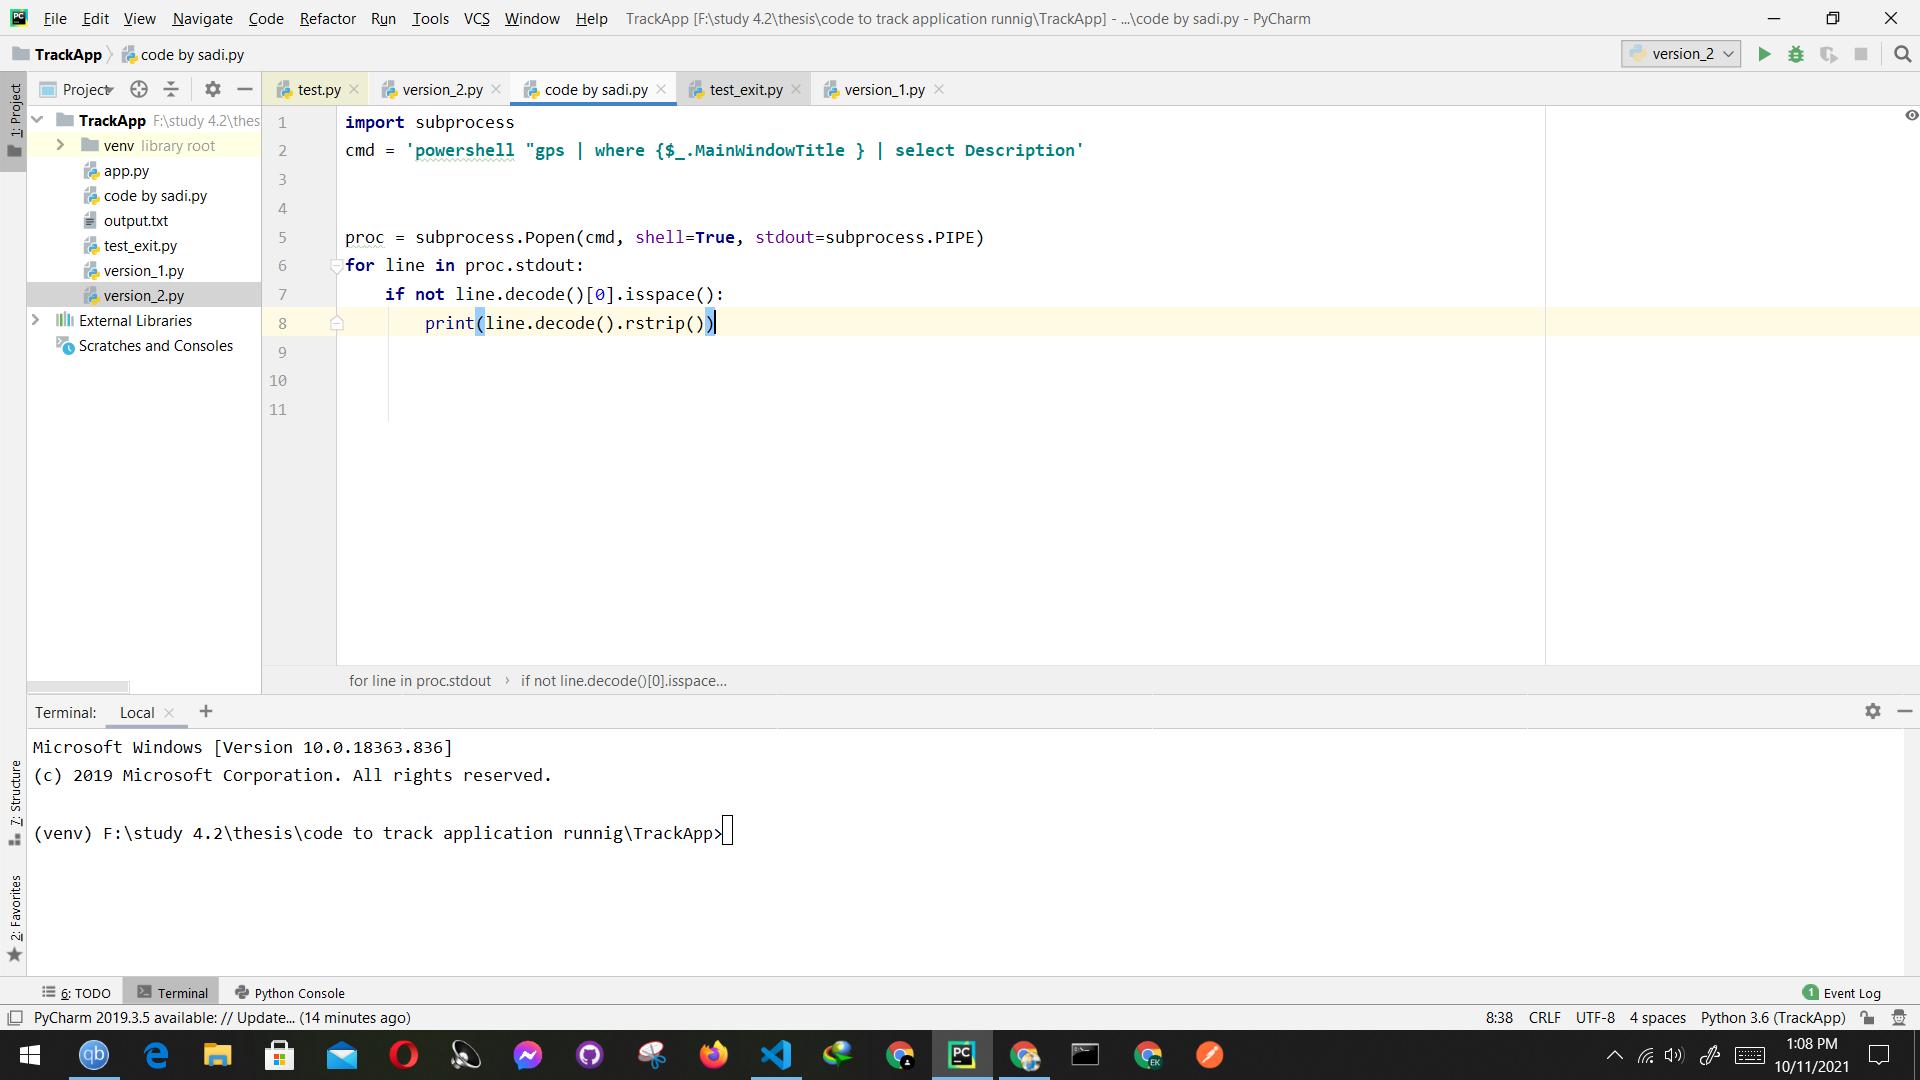 File Edit View Navigate Code Refactor Run Tools VCS Window Help TrackApp [F:\study 4.2\thesis\code to track application runnig\TrackApp] - ...\code by sadi.py - PyCharm
TrackApp code by sadi.py version_2
1: Project
Project
test.py version_2.py code by sadi.py test_exit.py version_1.py
TrackApp F:\study 4.2\thes
venv library root
app.py
code by sadi.py
output.txt
test_exit.py
version_1.py
version_2.py
External Libraries
Scratches and Consoles
1 import subprocess
2 cmd = 'powershell "gps | where {$_.MainWindowTitle } | select Description'
3
4
5 proc = subprocess.Popen(cmd, shell=True, stdout=subprocess.PIPE)
6 for line in proc.stdout:
7     if not line.decode()[0].isspace():
8         print(line.decode().rstrip())
9
10
11
for line in proc.stdout › if not line.decode()[0].isspace...
Terminal: Local
Microsoft Windows [Version 10.0.18363.836]
(c) 2019 Microsoft Corporation. All rights reserved.
(venv) F:\study 4.2\thesis\code to track application runnig\TrackApp>
7: Structure
2: Favorites
6: TODO Terminal Python Console 1 Event Log
PyCharm 2019.3.5 available: // Update... (14 minutes ago) 8:38 CRLF UTF-8 4 spaces Python 3.6 (TrackApp)
qb PC EK
1:08 PM
10/11/2021